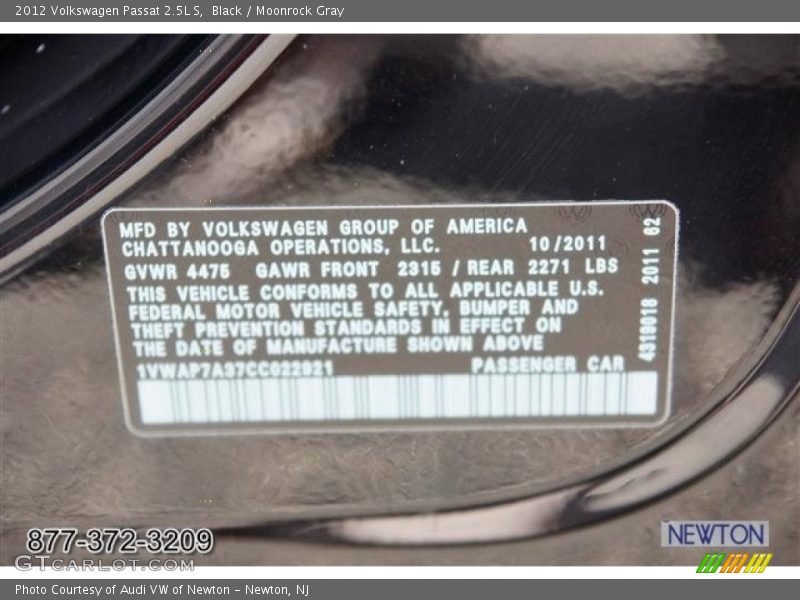 2012 Volkswagen Passat 2.5L S, Black / Moonrock Gray
MFD BY VOLKSWAGEN GROUP OF AMERICA
CHATTANOOGA OPERATIONS, LLC. 10/2011
GVWR 4475 GAWR FRONT 2315 / REAR 2271 LBS
THIS VEHICLE CONFORMS TO ALL APPLICABLE U.S.
FEDERAL MOTOR VEHICLE SAFETY, BUMPER AND
THEFT PREVENTION STANDARDS IN EFFECT ON
THE DATE OF MANUFACTURE SHOWN ABOVE
1VWAP7A37CC022921 PASSENGER CAR
2011 62
877-372-3209
GTCARLOT.COM
NEWTON
Photo Courtesy of Audi VW of Newton - Newton, NJ